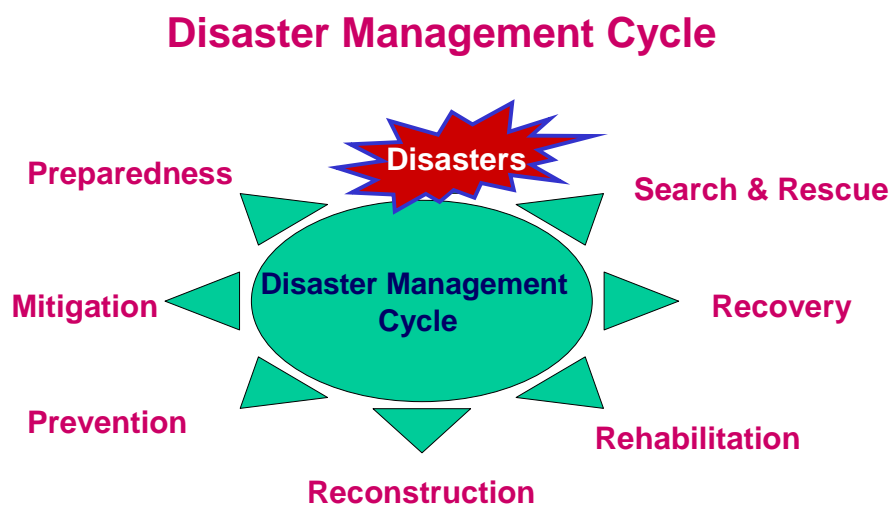 Disaster Management Cycle
Disasters
Preparedness
Search & Rescue
Disaster Management
Cycle
Mitigation
Recovery
Prevention
Rehabilitation
Reconstruction